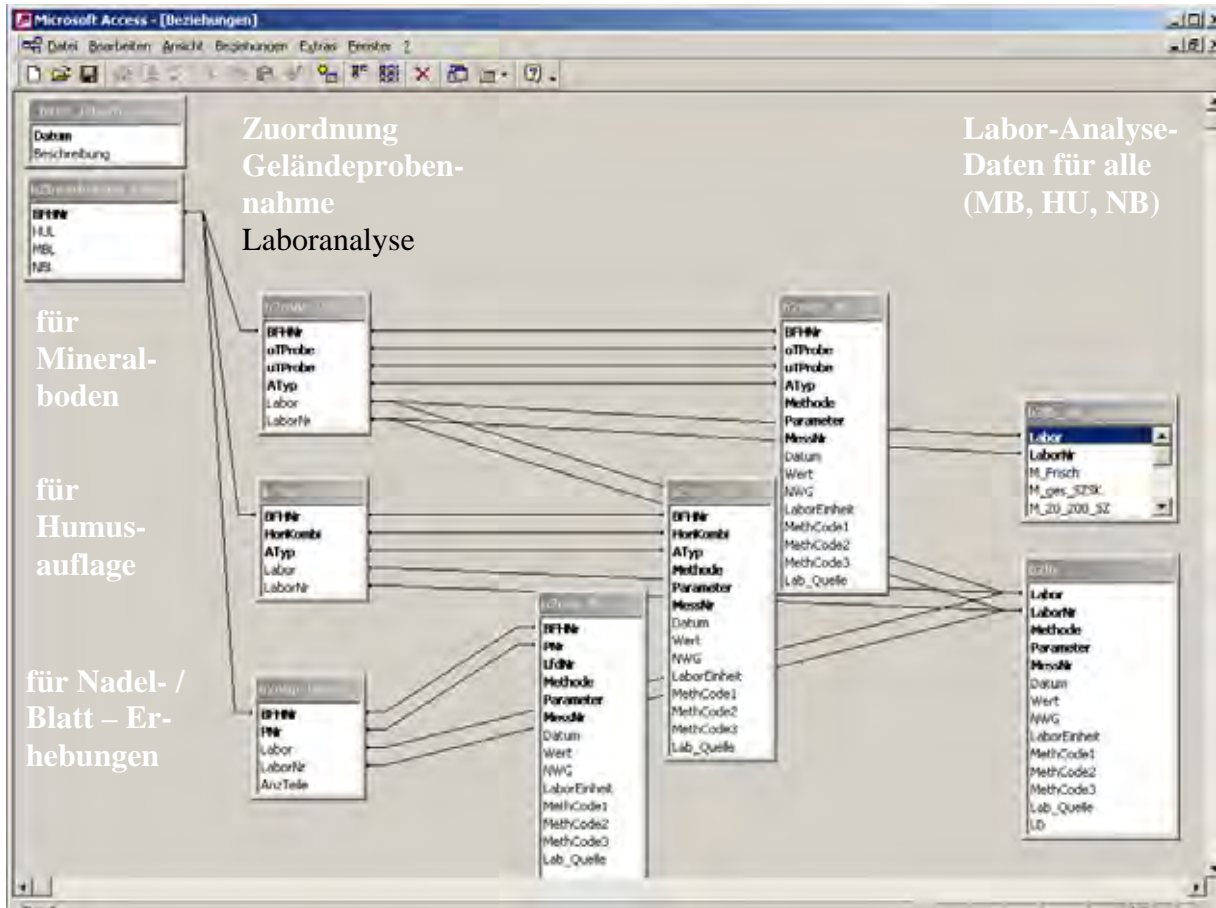 Microsoft Access - [Beziehungen]
Datei Bearbeiten Ansicht Beziehungen Extras Fenster ?
Datum
Beschreibung
BFHNr
HUL
MBL
NBL
Zuordnung
Geländeproben-
nahme
Laboranalyse
Labor-Analyse-
Daten für alle
(MB, HU, NB)
für
Mineral-
boden
BFHNr
oTProbe
uTProbe
ATyp
Labor
LaborNr
BFHNr
oTProbe
uTProbe
ATyp
Methode
Parameter
MessNr
Datum
Wert
NWG
LaborEinheit
MethCode1
MethCode2
MethCode3
Lab_Quelle
Labor
LaborNr
M_Frisch
M_ges_SZSK
M_20_200_SZ
für
Humus-
auflage
BFHNr
HoriKombi
ATyp
Labor
LaborNr
BFHNr
HoriKombi
ATyp
Methode
Parameter
MessNr
Datum
Wert
NWG
LaborEinheit
MethCode1
MethCode2
MethCode3
Lab_Quelle
für Nadel- /
Blatt – Er-
hebungen
BFHNr
PNr
Labor
LaborNr
AnzTeile
BFHNr
PNr
LfdNr
Methode
Parameter
MessNr
Datum
Wert
NWG
LaborEinheit
MethCode1
MethCode2
MethCode3
Lab_Quelle
Labor
LaborNr
Methode
Parameter
MessNr
Datum
Wert
NWG
LaborEinheit
MethCode1
MethCode2
MethCode3
Lab_Quelle
LD